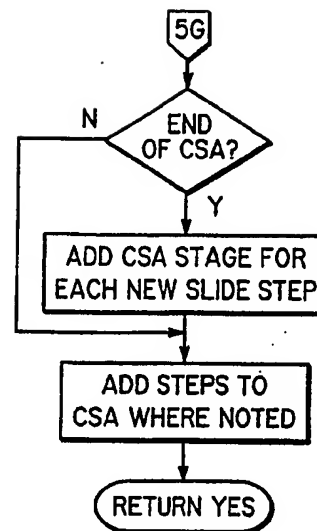 5G
END
OF CSA?
N
Y
ADD CSA STAGE FOR
EACH NEW SLIDE STEP
ADD STEPS TO
CSA WHERE NOTED
RETURN YES